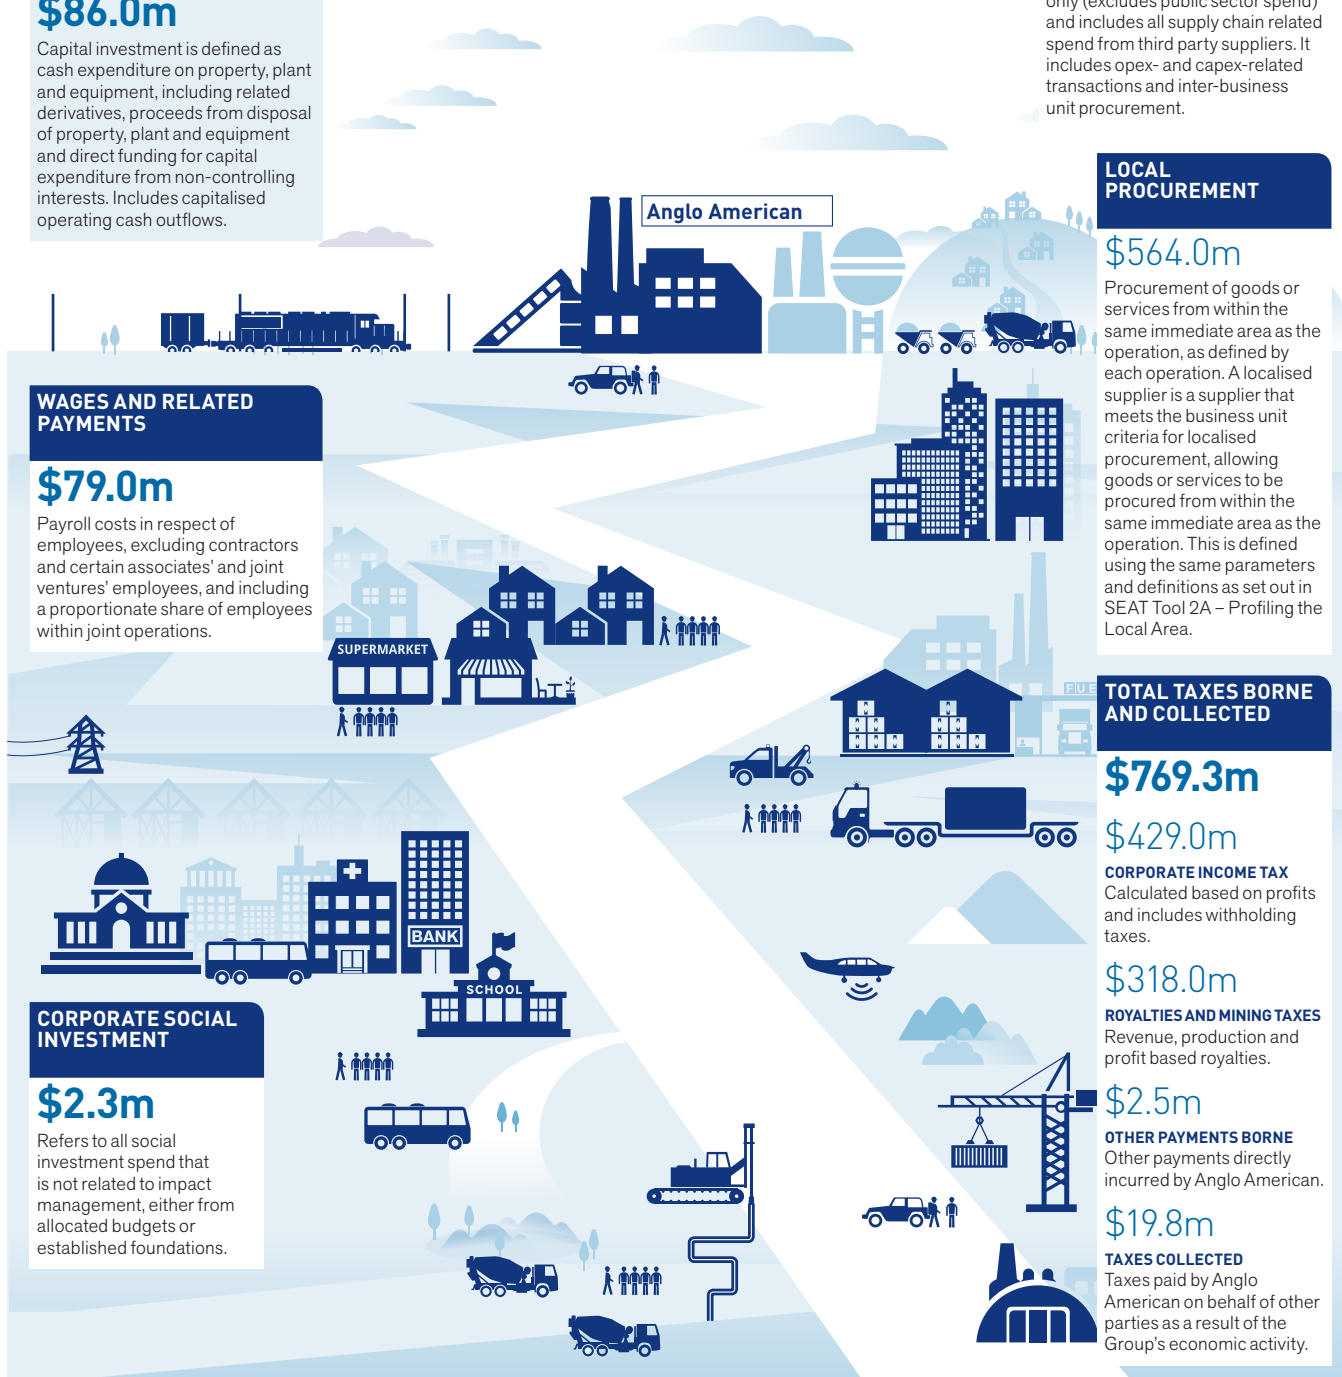 $86.0m
Capital investment is defined as
cash expenditure on property, plant
and equipment, including related
derivatives, proceeds from disposal
of property, plant and equipment
and direct funding for capital
expenditure from non-controlling
interests. Includes capitalised
operating cash outflows.
only (excludes public sector spend)
and includes all supply chain related
spend from third party suppliers. It
includes opex- and capex-related
transactions and inter-business
unit procurement.
Anglo American
LOCAL
PROCUREMENT
$564.0m
Procurement of goods or
services from within the
same immediate area as the
operation, as defined by
each operation. A localised
supplier is a supplier that
meets the business unit
criteria for localised
procurement, allowing
goods or services to be
procured from within the
same immediate area as the
operation. This is defined
using the same parameters
and definitions as set out in
SEAT Tool 2A – Profiling the
Local Area.
WAGES AND RELATED
PAYMENTS
$79.0m
Payroll costs in respect of
employees, excluding contractors
and certain associates’ and joint
ventures’ employees, and including
a proportionate share of employees
within joint operations.
SUPERMARKET
FUE
TOTAL TAXES BORNE
AND COLLECTED
$769.3m
$429.0m
CORPORATE INCOME TAX
Calculated based on profits
and includes withholding
taxes.
$318.0m
ROYALTIES AND MINING TAXES
Revenue, production and
profit based royalties.
$2.5m
OTHER PAYMENTS BORNE
Other payments directly
incurred by Anglo American.
$19.8m
TAXES COLLECTED
Taxes paid by Anglo
American on behalf of other
parties as a result of the
Group’s economic activity.
BANK
SCHOOL
CORPORATE SOCIAL
INVESTMENT
$2.3m
Refers to all social
investment spend that
is not related to impact
management, either from
allocated budgets or
established foundations.